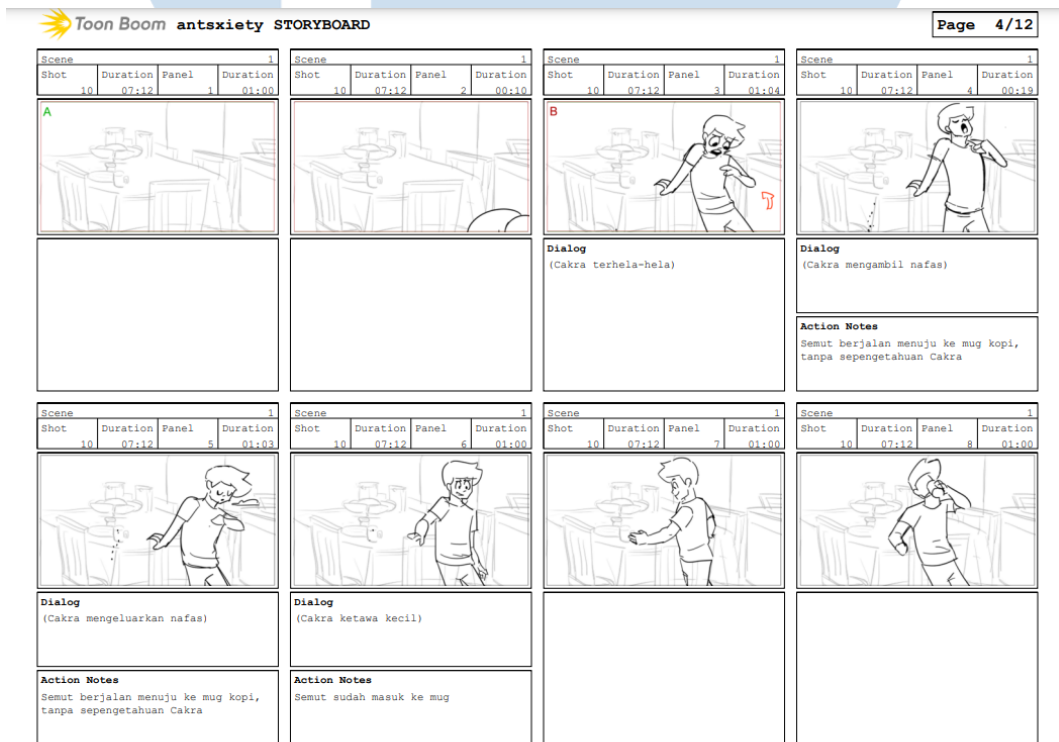 Toon Boom antsxiety STORYBOARD
Page 4/12
Scene 1
Shot Duration Panel Duration
10 07:12 1 01:00
A
Scene 1
Shot Duration Panel Duration
10 07:12 2 00:10
Scene 1
Shot Duration Panel Duration
10 07:12 3 01:04
B
Dialog
(Cakra terhela-hela)
Scene 1
Shot Duration Panel Duration
10 07:12 4 00:19
Dialog
(Cakra mengambil nafas)
Action Notes
Semut berjalan menuju ke mug kopi,
tanpa sepengetahuan Cakra
Scene 1
Shot Duration Panel Duration
10 07:12 5 01:03
Dialog
(Cakra mengeluarkan nafas)
Action Notes
Semut berjalan menuju ke mug kopi,
tanpa sepengetahuan Cakra
Scene 1
Shot Duration Panel Duration
10 07:12 6 01:00
Dialog
(Cakra ketawa kecil)
Action Notes
Semut sudah masuk ke mug
Scene 1
Shot Duration Panel Duration
10 07:12 7 01:00
Scene 1
Shot Duration Panel Duration
10 07:12 8 01:00